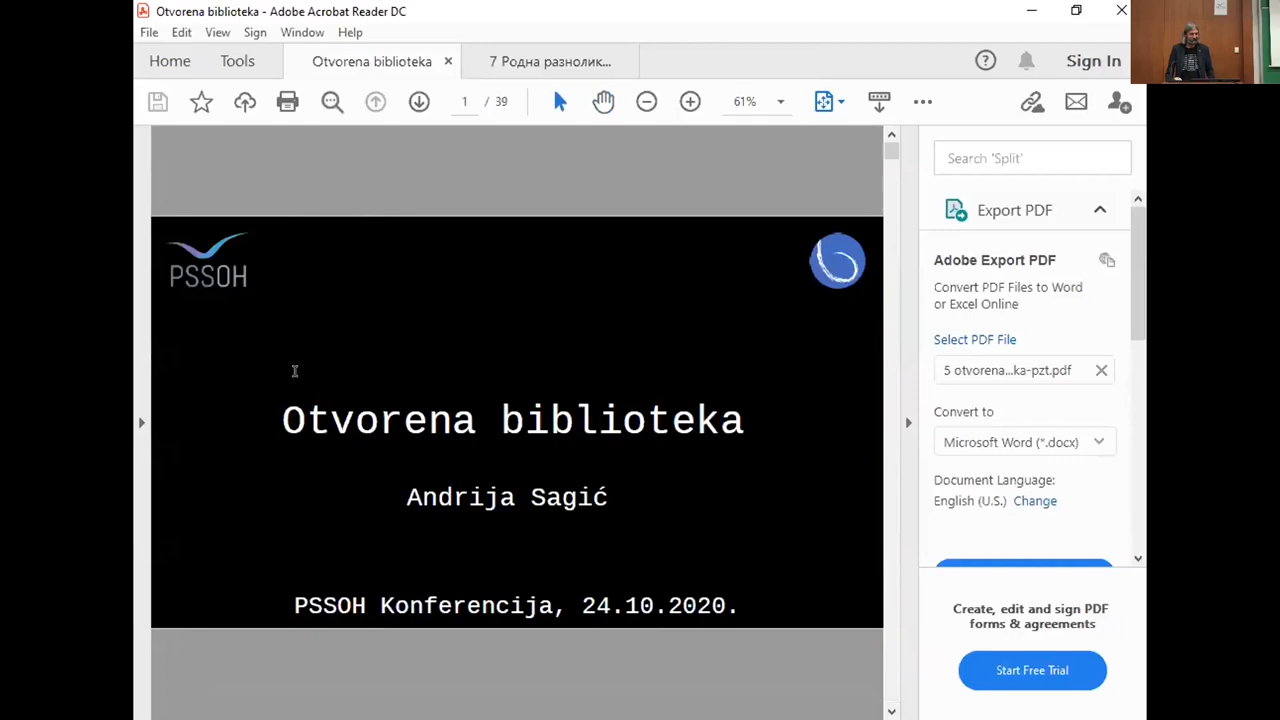 Otvorena biblioteka - Adobe Acrobat Reader DC
File Edit View Sign Window Help
Home Tools Otvorena biblioteka × 7 Родна разнолик... Sign In
1 / 39 61%
Search 'Split'
Export PDF
Adobe Export PDF
Convert PDF Files to Word
or Excel Online
Select PDF File
5 otvorena...ka-pzt.pdf
Convert to
Microsoft Word (*.docx)
Document Language:
English (U.S.) Change
Create, edit and sign PDF
forms & agreements
Start Free Trial
PSSOH
Otvorena biblioteka
Andrija Sagić
PSSOH Konferencija, 24.10.2020.